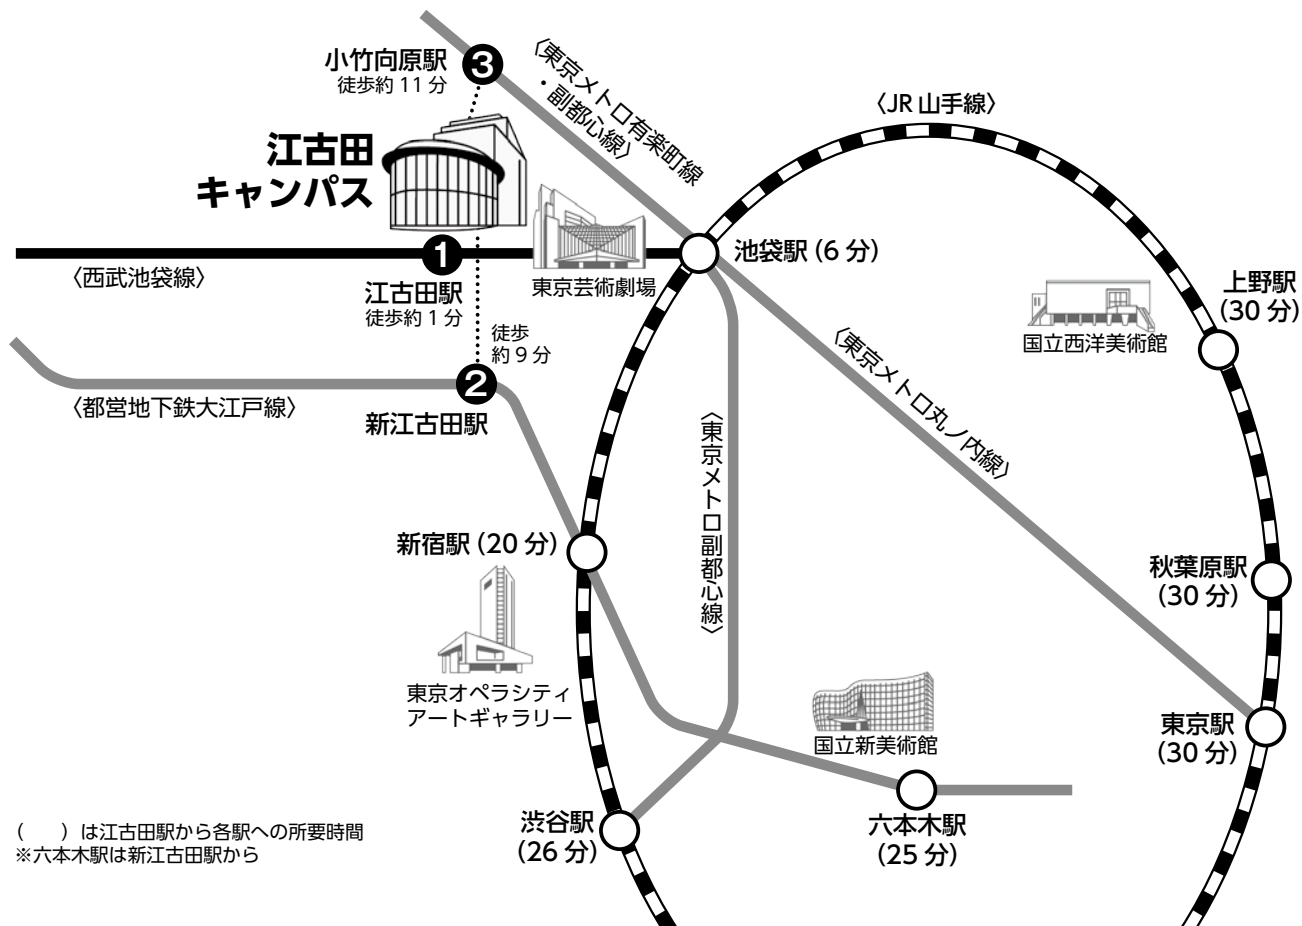 小竹向原駅
徒歩約 11 分
3
〈東京メトロ有楽町線
・副都心線〉
〈JR 山手線〉
江古田
キャンパス
1
〈西武池袋線〉
江古田駅
徒歩約 1 分
東京芸術劇場
池袋駅 (6 分)
上野駅
(30 分)
国立西洋美術館
徒歩
約 9 分
2
〈都営地下鉄大江戸線〉
新江古田駅
〈東京メトロ丸ノ内線〉
〈東京メトロ副都心線〉
新宿駅 (20 分)
秋葉原駅
(30 分)
東京オペラシティ
アートギャラリー
国立新美術館
東京駅
(30 分)
渋谷駅
(26 分)
六本木駅
(25 分)
(　　) は江古田駅から各駅への所要時間
※六本木駅は新江古田駅から